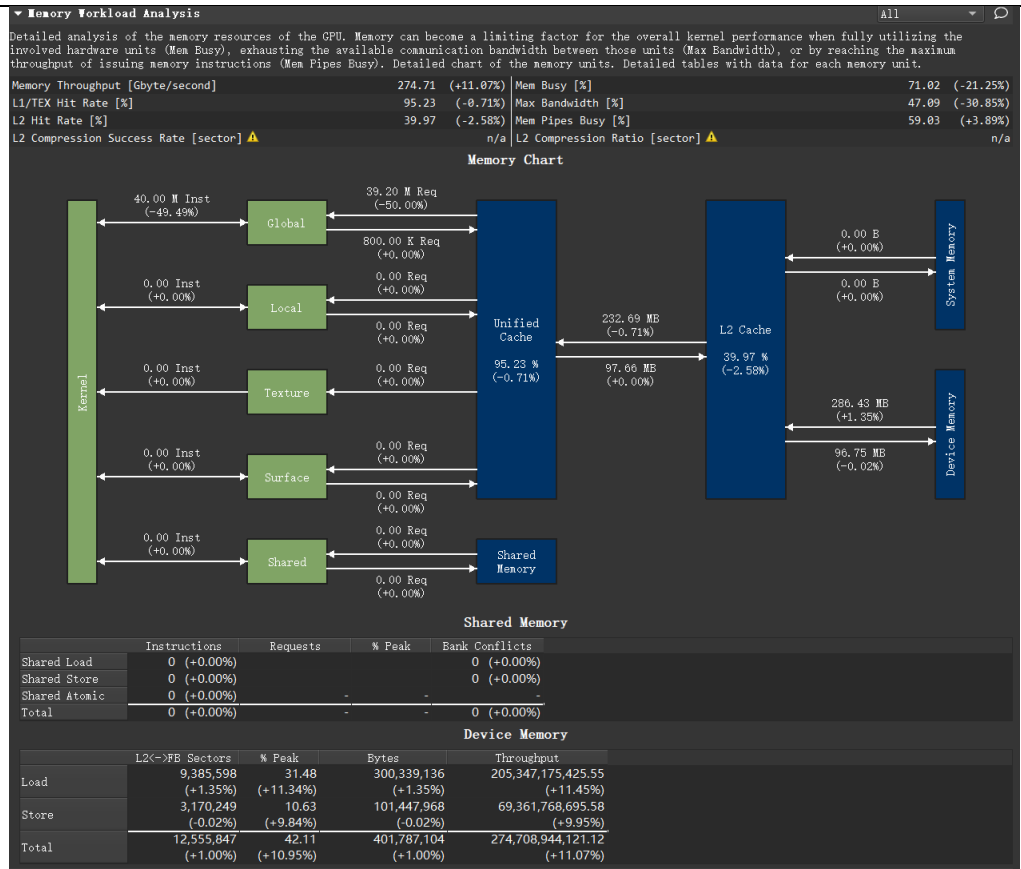 ▼ Memory Workload Analysis
All
Detailed analysis of the memory resources of the GPU. Memory can become a limiting factor for the overall kernel performance when fully utilizing the
involved hardware units (Mem Busy), exhausting the available communication bandwidth between those units (Max Bandwidth), or by reaching the maximum
throughput of issuing memory instructions (Mem Pipes Busy). Detailed chart of the memory units. Detailed tables with data for each memory unit.
Memory Throughput [Gbyte/second] 274.71 (+11.07%) Mem Busy [%] 71.02 (-21.25%)
L1/TEX Hit Rate [%] 95.23 (-0.71%) Max Bandwidth [%] 47.09 (-30.85%)
L2 Hit Rate [%] 39.97 (-2.58%) Mem Pipes Busy [%] 59.03 (+3.89%)
L2 Compression Success Rate [sector] n/a L2 Compression Ratio [sector] n/a
Memory Chart
Kernel
40.00 M Inst
(-49.49%)
Global
39.20 M Req
(-50.00%)
800.00 K Req
(+0.00%)
0.00 Inst
(+0.00%)
Local
0.00 Req
(+0.00%)
0.00 Req
(+0.00%)
0.00 Inst
(+0.00%)
Texture
0.00 Req
(+0.00%)
0.00 Inst
(+0.00%)
Surface
0.00 Req
(+0.00%)
0.00 Req
(+0.00%)
0.00 Inst
(+0.00%)
Shared
0.00 Req
(+0.00%)
0.00 Req
(+0.00%)
Unified
Cache
95.23 %
(-0.71%)
Shared
Memory
232.69 MB
(-0.71%)
97.66 MB
(+0.00%)
L2 Cache
39.97 %
(-2.58%)
0.00 B
(+0.00%)
0.00 B
(+0.00%)
System Memory
286.43 MB
(+1.35%)
96.75 MB
(-0.02%)
Device Memory
Shared Memory
Instructions Requests % Peak Bank Conflicts
Shared Load 0 (+0.00%) 0 (+0.00%)
Shared Store 0 (+0.00%) 0 (+0.00%)
Shared Atomic 0 (+0.00%) - - -
Total 0 (+0.00%) - - 0 (+0.00%)
Device Memory
L2<->FB Sectors % Peak Bytes Throughput
Load 9,385,598 31.48 300,339,136 205,347,175,425.55
(+1.35%) (+11.34%) (+1.35%) (+11.45%)
Store 3,170,249 10.63 101,447,968 69,361,768,695.58
(-0.02%) (+9.84%) (-0.02%) (+9.95%)
Total 12,555,847 42.11 401,787,104 274,708,944,121.12
(+1.00%) (+10.95%) (+1.00%) (+11.07%)